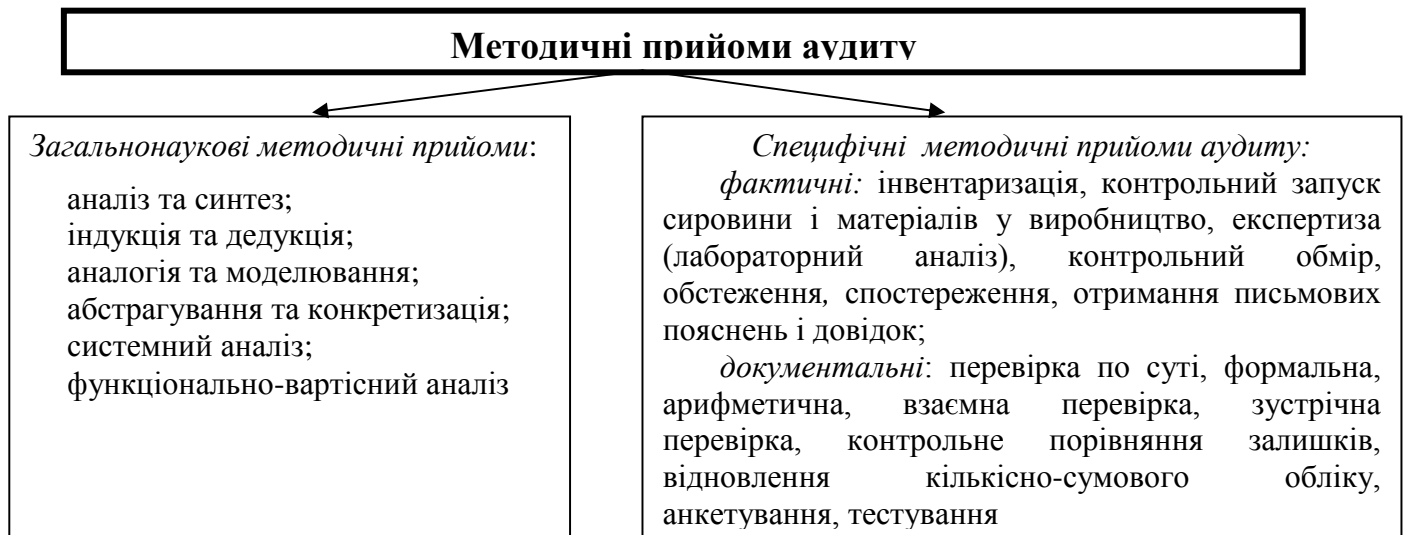 Методичні прийоми аудиту
Загальнонаукові методичні прийоми:
аналіз та синтез;
індукція та дедукція;
аналогія та моделювання;
абстрагування та конкретизація;
системний аналіз;
функціонально-вартісний аналіз
Специфічні методичні прийоми аудиту:
фактичні: інвентаризація, контрольний запуск
сировини і матеріалів у виробництво, експертиза
(лабораторний аналіз), контрольний обмір,
обстеження, спостереження, отримання письмових
пояснень і довідок;
документальні: перевірка по суті, формальна,
арифметична, взаємна перевірка, зустрічна
перевірка, контрольне порівняння залишків,
відновлення кількісно-сумового обліку,
анкетування, тестування